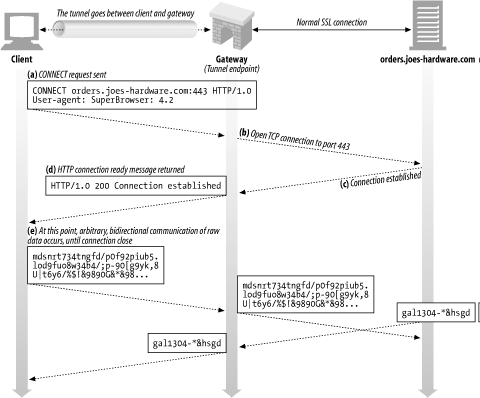 The tunnel goes between client and gateway
Normal SSL connection
Client
Gateway
(Tunnel endpoint)
orders.joes-hardware.com
(a) CONNECT request sent
CONNECT orders.joes-hardware.com:443 HTTP/1.0
User-agent: SuperBrowser: 4.2
(b) Open TCP connection to port 443
(c) Connection established
(d) HTTP connection ready message returned
HTTP/1.0 200 Connection established
(e) At this point, arbitrary, bidirectional communication of raw
data occurs, until connection close
mdsnrt734tngfd/pOf92piub5.
lod9fuo8w34b4/;p-90[g9yk,8
U|t6y6/%$!&9890G&*&98...
mdsnrt734tngfd/pOf92piub5.
lod9fuo8w34b4/;p-90[g9yk,8
U|t6y6/%$!&9890G&*&98...
gal1304-*&hsgd
gal1304-*&hsgd